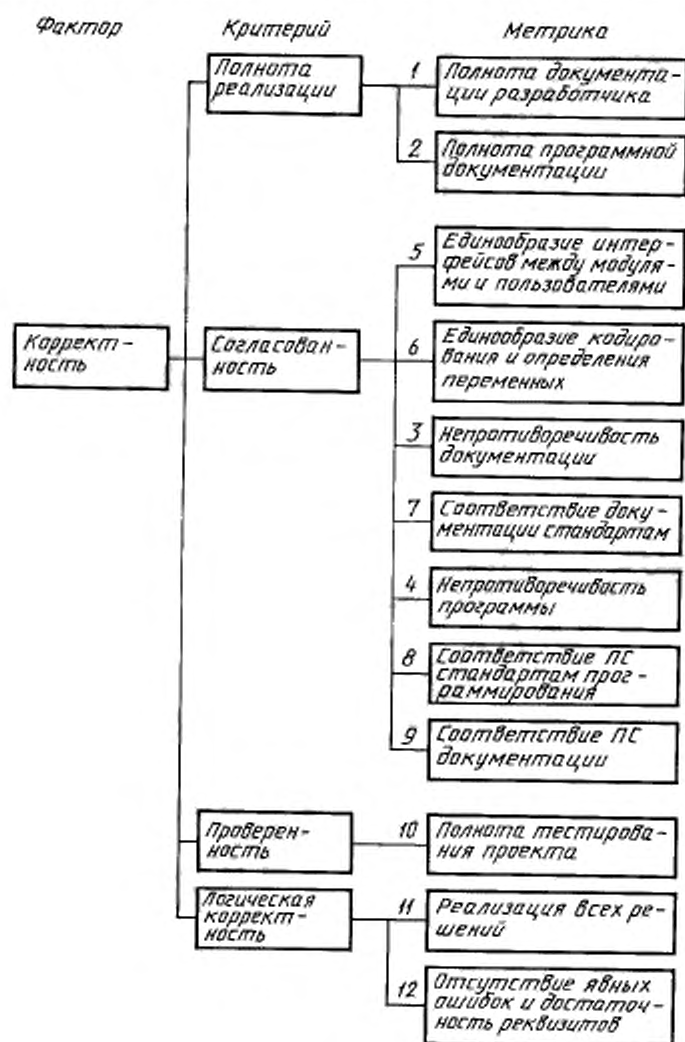 Фактор Критерий Метрика
Полнота
реализации
1
Полнота документа-
ции разработчика
2
Полнота программной
документации
Коррект-
ность
Согласован-
ность
5
Единообразие интер-
фейсов между модуля-
ми и пользователями
6
Единообразие кодиро-
вания и определения
переменных
3
Непротиворечивость
документации
7
Соответствие доку-
ментации стандартам
4
Непротиворечивость
программы
8
Соответствие ПС
стандартам прог-
раммирования
9
Соответствие ПС
документации
Проверен-
ность
10
Полнота тестирова-
ния проекта
Логическая
коррект-
ность
11
Реализация всех ре-
шений
12
Отсутствие явных
ошибок и достаточ-
ность реквизитов